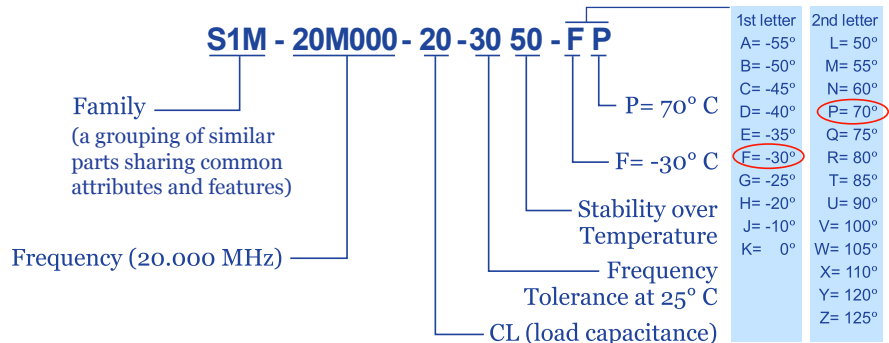 S1M - 20M000 - 20 -30 50 - F P
Family
(a grouping of similar
parts sharing common
attributes and features)
Frequency (20.000 MHz)
P= 70° C
F= -30° C
Stability over
Temperature
Frequency
Tolerance at 25° C
CL (load capacitance)
1st letter
A= -55°
B= -50°
C= -45°
D= -40°
E= -35°
F= -30°
G= -25°
H= -20°
J= -10°
K= 0°
2nd letter
L= 50°
M= 55°
N= 60°
P= 70°
Q= 75°
R= 80°
T= 85°
U= 90°
V= 100°
W= 105°
X= 110°
Y= 120°
Z= 125°